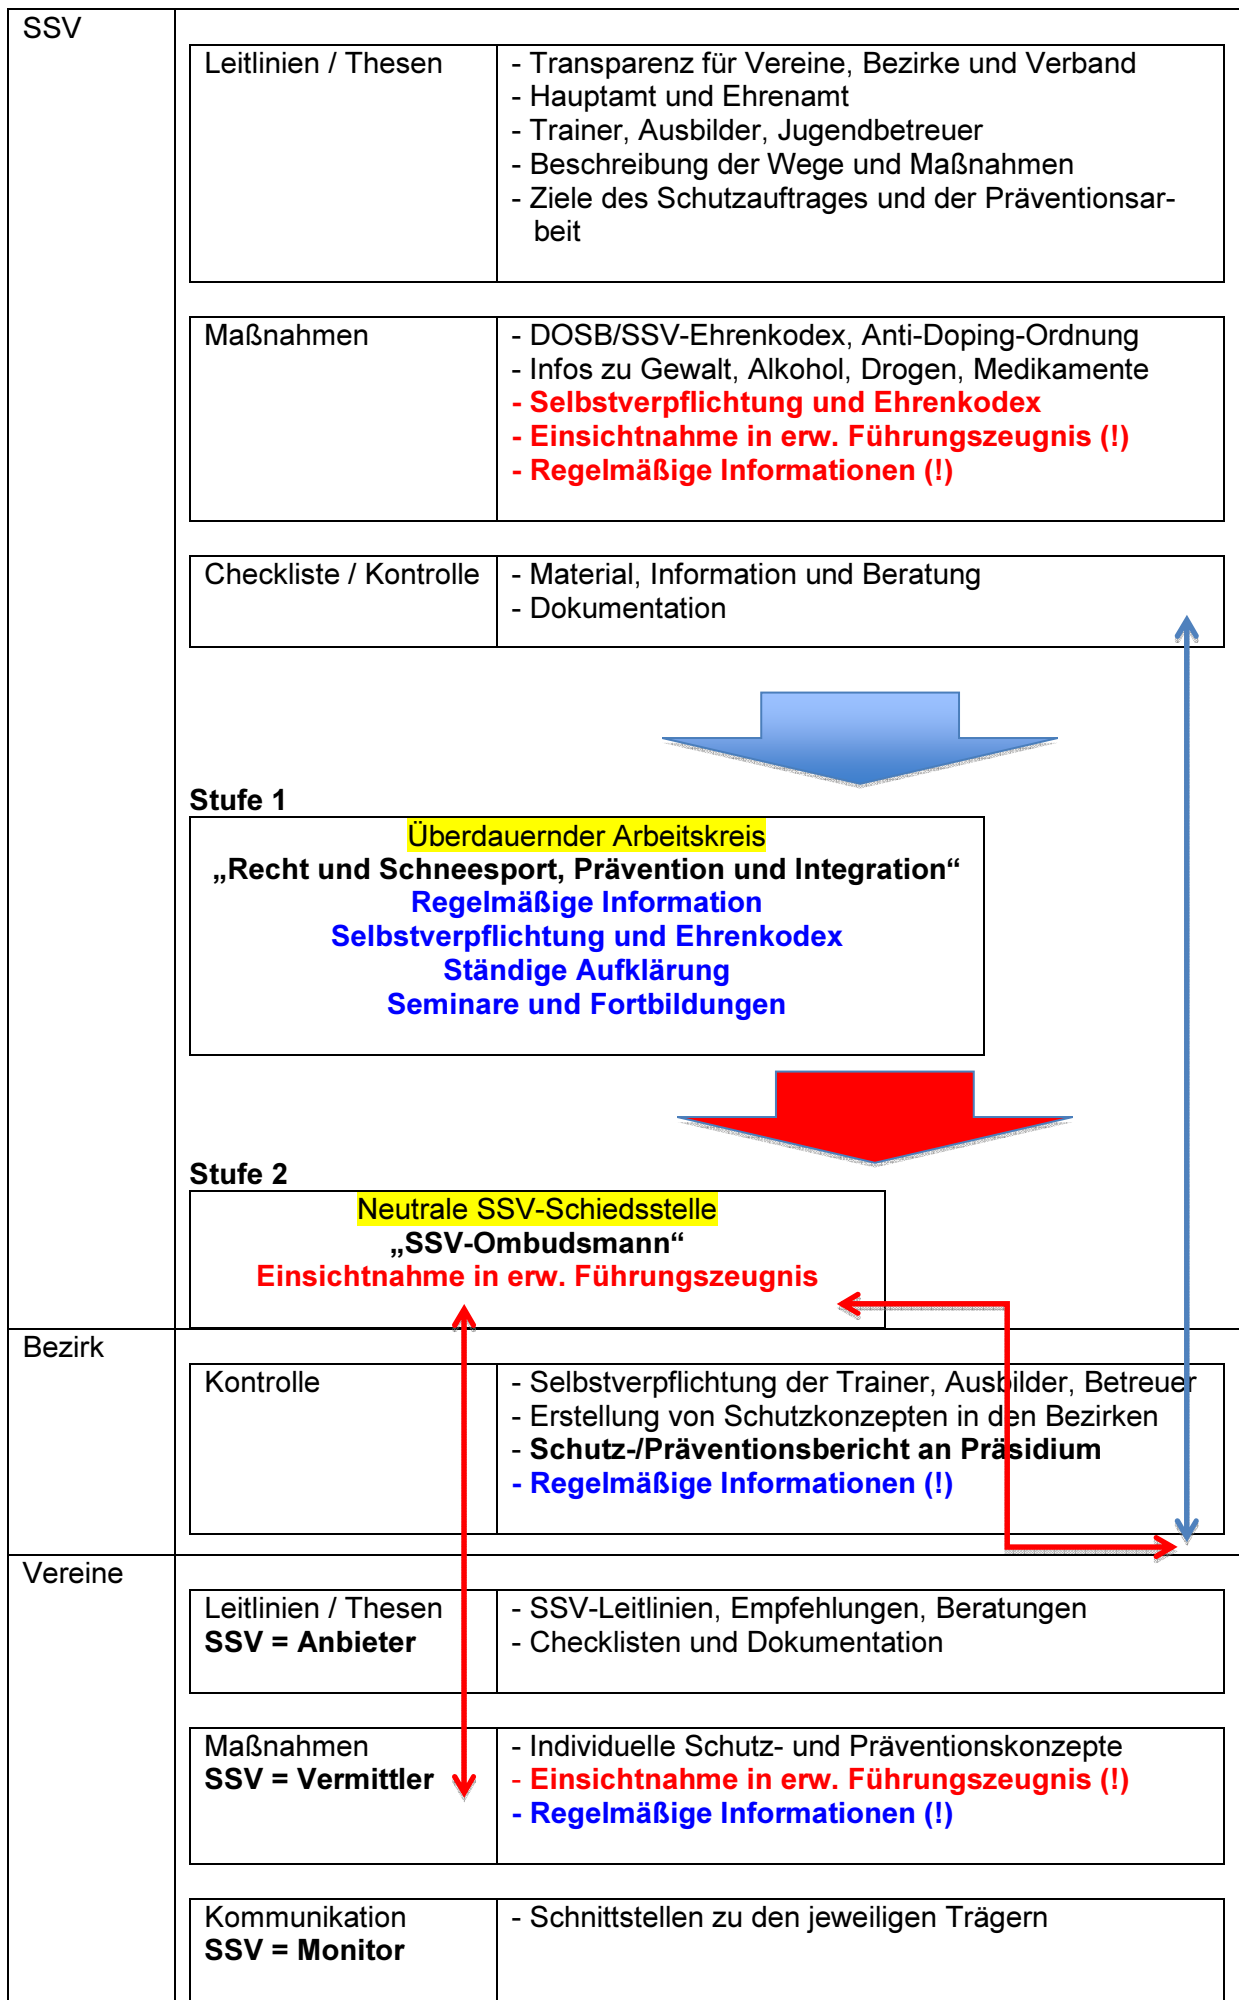 SSV
Leitlinien / Thesen
- Transparenz für Vereine, Bezirke und Verband
- Hauptamt und Ehrenamt
- Trainer, Ausbilder, Jugendbetreuer
- Beschreibung der Wege und Maßnahmen
- Ziele des Schutzauftrages und der Präventionsar-
beit
Maßnahmen
- DOSB/SSV-Ehrenkodex, Anti-Doping-Ordnung
- Infos zu Gewalt, Alkohol, Drogen, Medikamente
- Selbstverpflichtung und Ehrenkodex
- Einsichtnahme in erw. Führungszeugnis (!)
- Regelmäßige Informationen (!)
Checkliste / Kontrolle
- Material, Information und Beratung
- Dokumentation
Stufe 1
Überdauernder Arbeitskreis
„Recht und Schneesport, Prävention und Integration“
Regelmäßige Information
Selbstverpflichtung und Ehrenkodex
Ständige Aufklärung
Seminare und Fortbildungen
Stufe 2
Neutrale SSV-Schiedsstelle
„SSV-Ombudsmann“
Einsichtnahme in erw. Führungszeugnis
Bezirk
Kontrolle
- Selbstverpflichtung der Trainer, Ausbilder, Betreuer
- Erstellung von Schutzkonzepten in den Bezirken
- Schutz-/Präventionsbericht an Präsidium
- Regelmäßige Informationen (!)
Vereine
Leitlinien / Thesen
SSV = Anbieter
- SSV-Leitlinien, Empfehlungen, Beratungen
- Checklisten und Dokumentation
Maßnahmen
SSV = Vermittler
- Individuelle Schutz- und Präventionskonzepte
- Einsichtnahme in erw. Führungszeugnis (!)
- Regelmäßige Informationen (!)
Kommunikation
SSV = Monitor
- Schnittstellen zu den jeweiligen Trägern